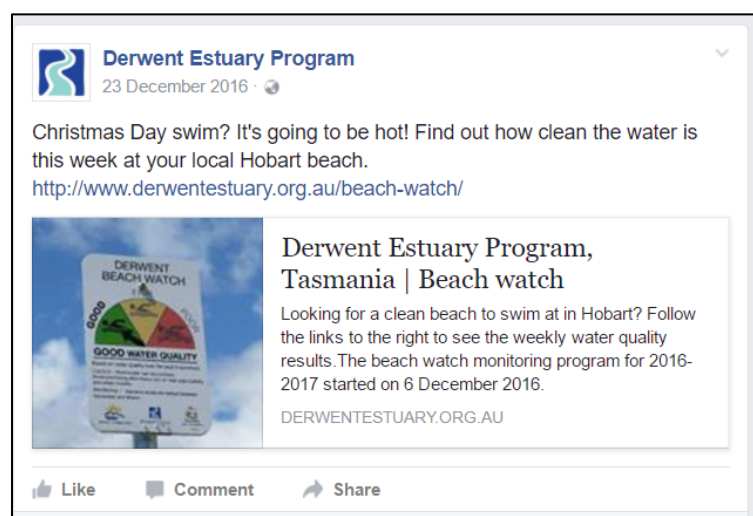 Derwent Estuary Program
23 December 2016 ·
Christmas Day swim? It's going to be hot! Find out how clean the water is
this week at your local Hobart beach.
http://www.derwentestuary.org.au/beach-watch/
DERWENT
BEACH WATCH
FAIR
GOOD
POOR
GOOD WATER QUALITY
Derwent Estuary Program,
Tasmania | Beach watch
Looking for a clean beach to swim at in Hobart? Follow
the links to the right to see the weekly water quality
results.The beach watch monitoring program for 2016-
2017 started on 6 December 2016.
DERWENTESTUARY.ORG.AU
Like Comment Share